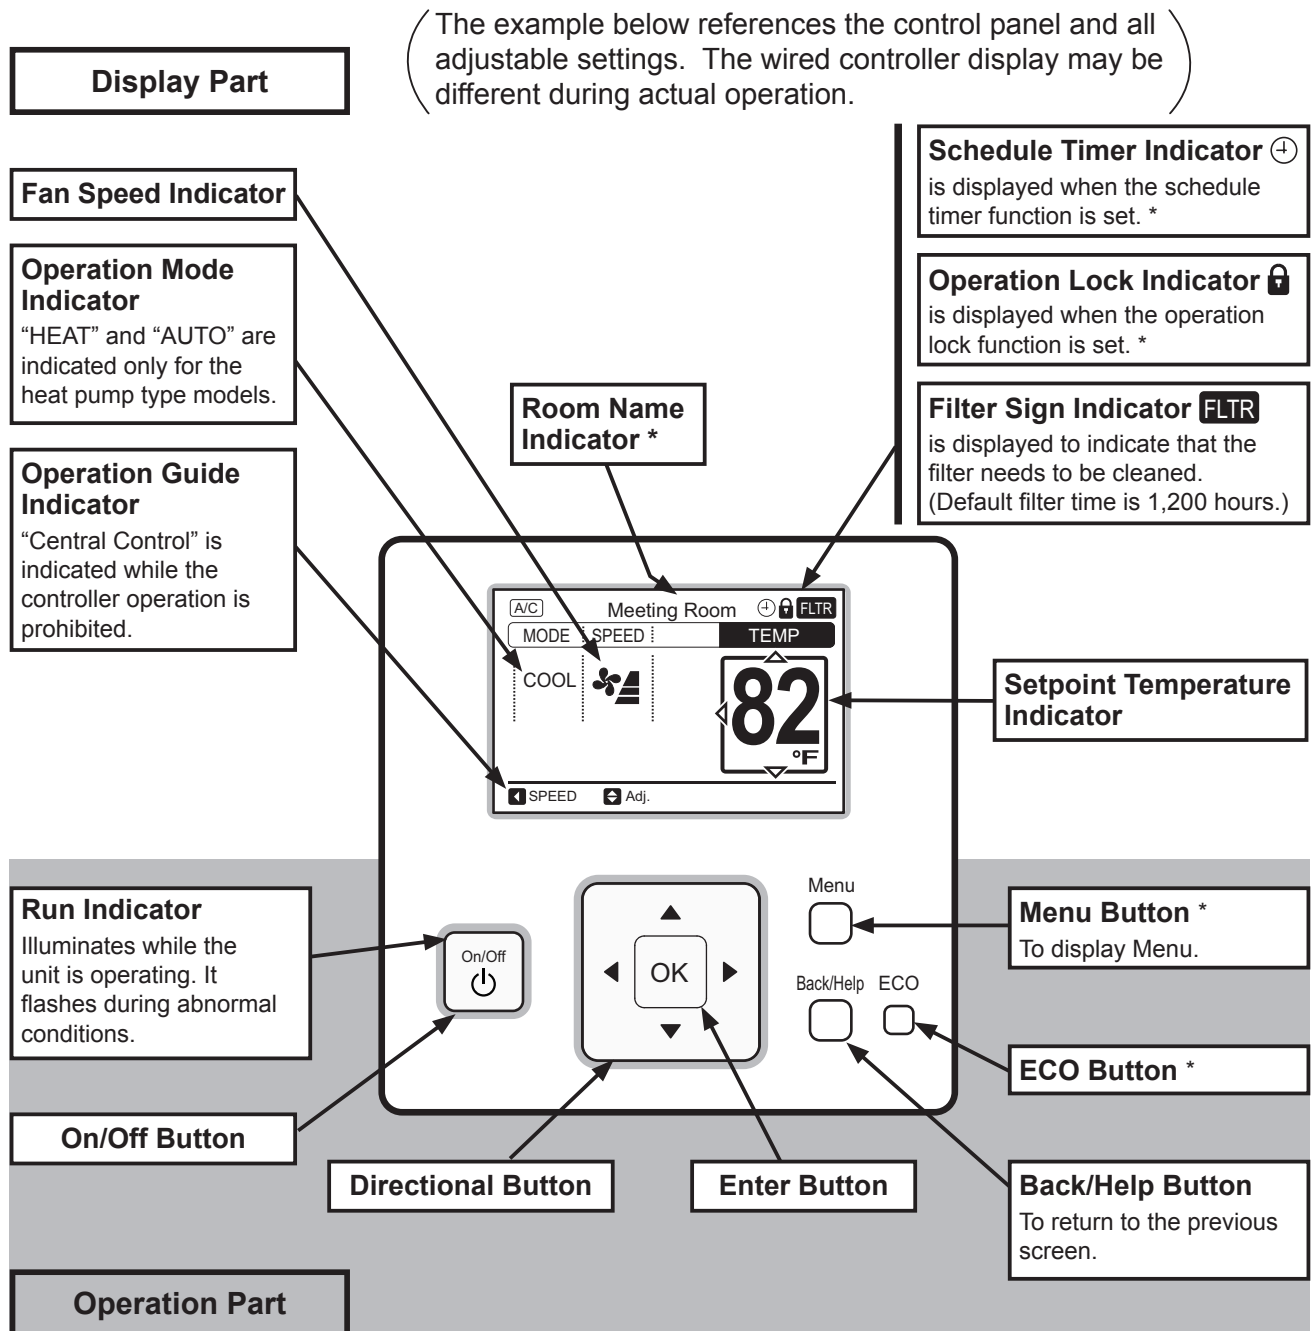 The example below references the control panel and all
adjustable settings. The wired controller display may be
different during actual operation.
Display Part
Fan Speed Indicator
Operation Mode
Indicator
“HEAT” and “AUTO” are
indicated only for the
heat pump type models.
Operation Guide
Indicator
“Central Control” is
indicated while the
controller operation is
prohibited.
Room Name
Indicator *
Schedule Timer Indicator
is displayed when the schedule
timer function is set. *
Operation Lock Indicator
is displayed when the operation
lock function is set. *
Filter Sign Indicator FLTR
is displayed to indicate that the
filter needs to be cleaned.
(Default filter time is 1,200 hours.)
A/C Meeting Room FLTR
MODE SPEED TEMP
COOL 82 °F
SPEED Adj.
Setpoint Temperature
Indicator
Run Indicator
Illuminates while the
unit is operating. It
flashes during abnormal
conditions.
On/Off
OK
Menu
Back/Help ECO
Menu Button *
To display Menu.
ECO Button *
On/Off Button
Directional Button
Enter Button
Back/Help Button
To return to the previous
screen.
Operation Part